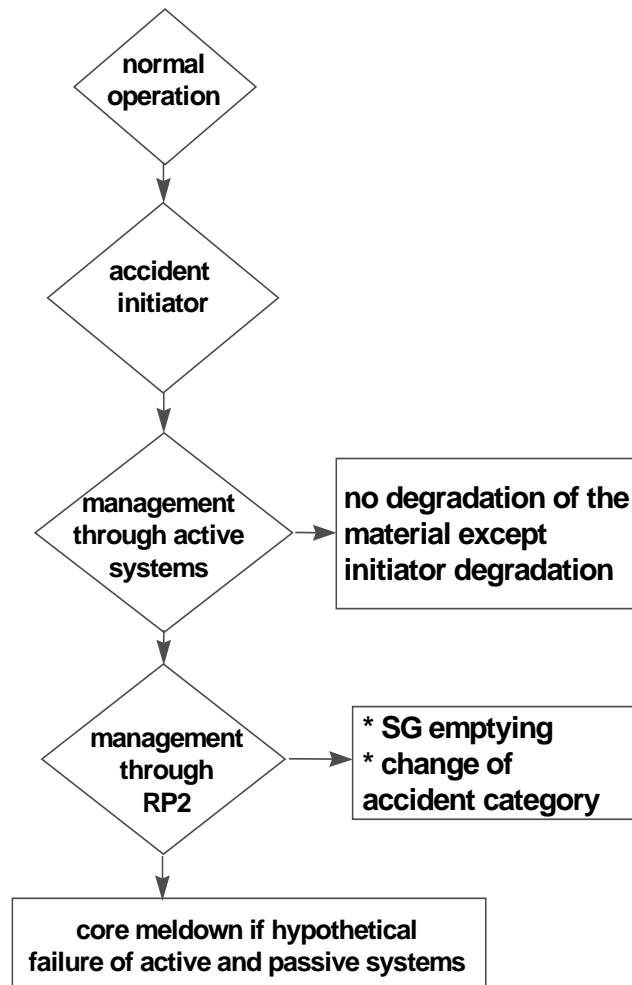 normal
operation
accident
initiator
management
through active
systems
no degradation of the
material except
initiator degradation
management
through
RP2
* SG emptying
* change of
accident category
core meldown if hypothetical
failure of active and passive systems